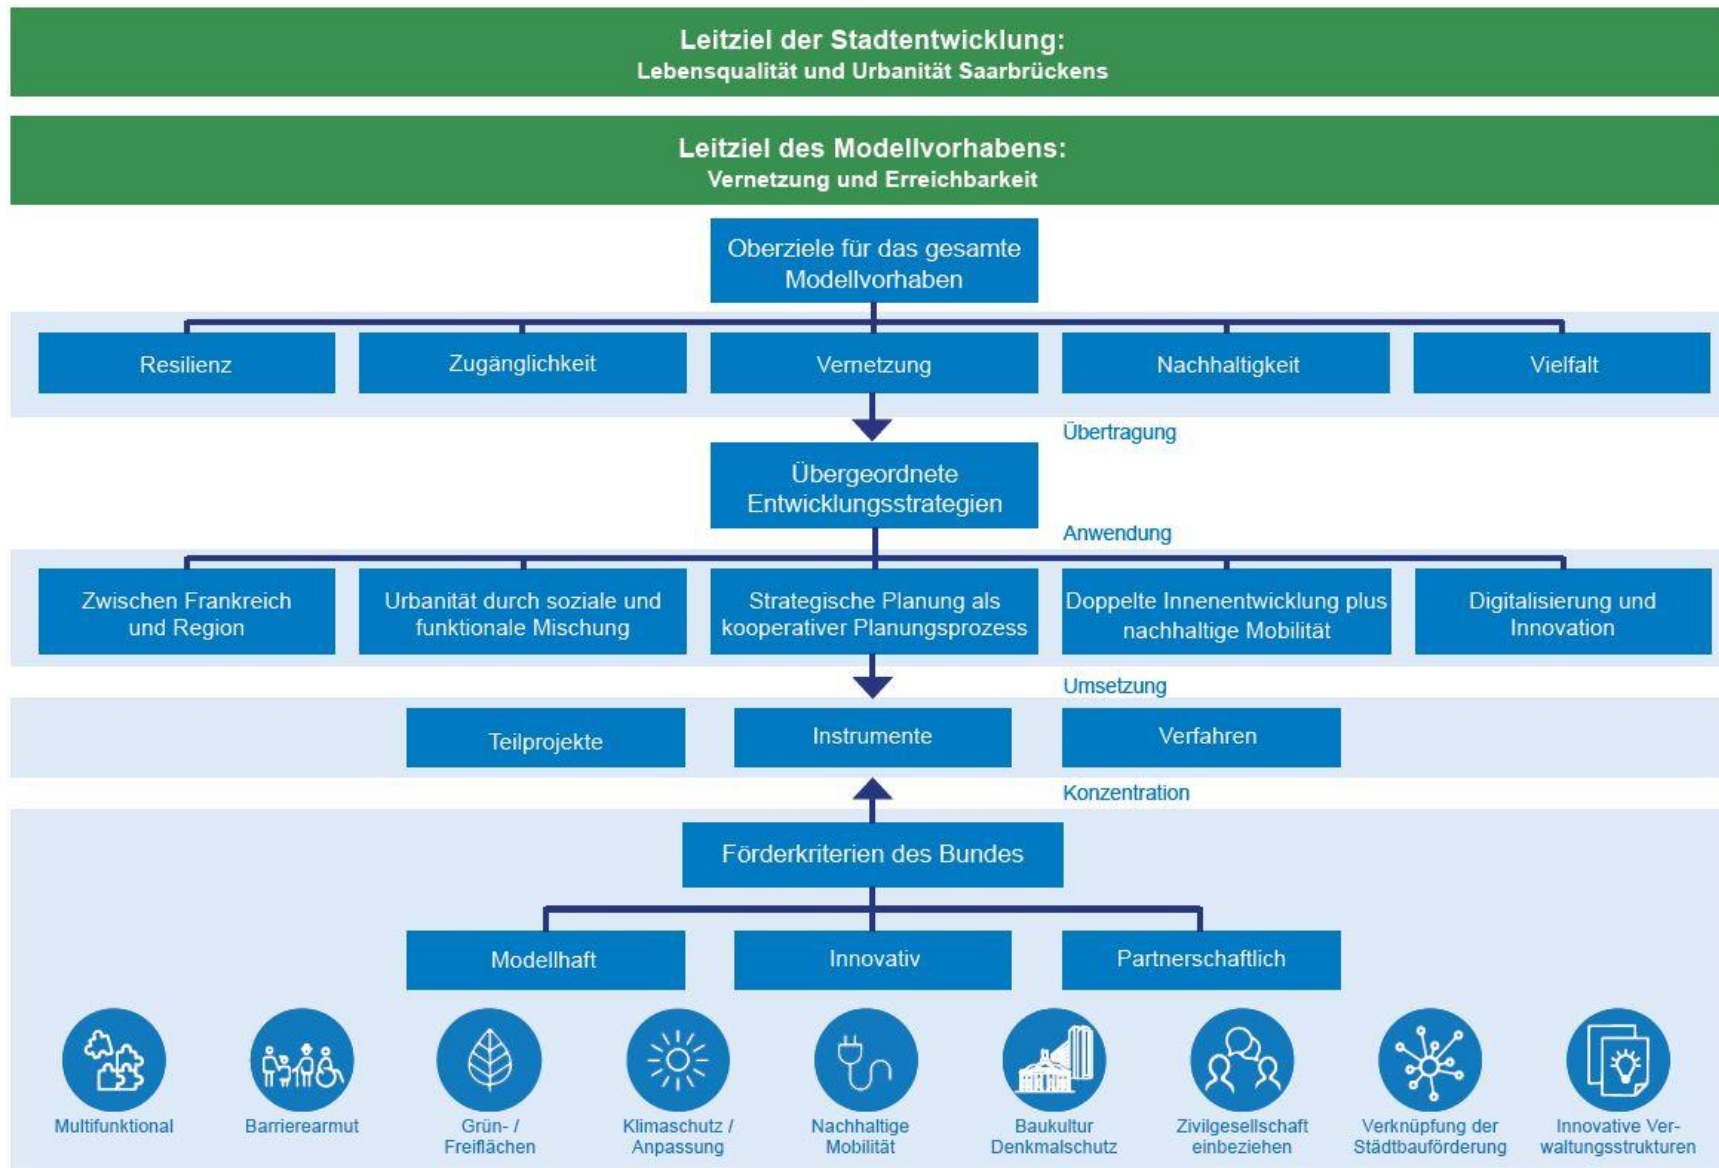 Leitziel der Stadtentwicklung:
Lebensqualität und Urbanität Saarbrückens
Leitziel des Modellvorhabens:
Vernetzung und Erreichbarkeit
Oberziele für das gesamte
Modellvorhaben
Resilienz
Zugänglichkeit
Vernetzung
Nachhaltigkeit
Vielfalt
Übertragung
Übergeordnete
Entwicklungsstrategien
Anwendung
Zwischen Frankreich
und Region
Urbanität durch soziale und
funktionale Mischung
Strategische Planung als
kooperativer Planungsprozess
Doppelte Innenentwicklung plus
nachhaltige Mobilität
Digitalisierung und
Innovation
Umsetzung
Teilprojekte
Instrumente
Verfahren
Konzentration
Förderkriterien des Bundes
Modellhaft
Innovativ
Partnerschaftlich
Multifunktional
Barrierearmut
Grün- /
Freiflächen
Klimaschutz /
Anpassung
Nachhaltige
Mobilität
Baukultur
Denkmalschutz
Zivilgesellschaft
einbeziehen
Verknüpfung der
Städtbauförderung
Innovative Ver-
waltungsstrukturen